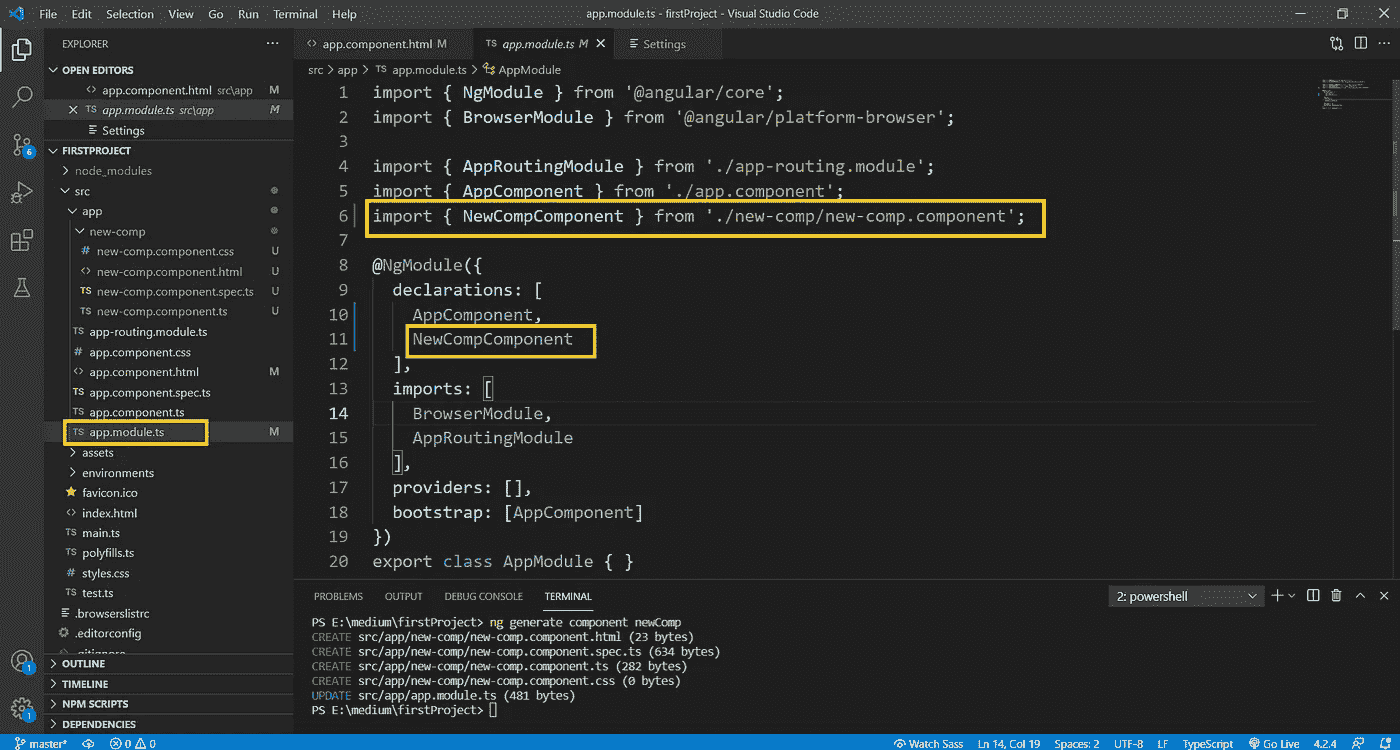 File Edit Selection View Go Run Terminal Help
app.module.ts - firstProject - Visual Studio Code
EXPLORER
OPEN EDITORS
app.component.html src\app M
TS app.module.ts src\app M
Settings
FIRSTPROJECT
node_modules
src
app
new-comp
# new-comp.component.css U
<> new-comp.component.html U
TS new-comp.component.spec.ts U
TS new-comp.component.ts U
TS app-routing.module.ts
# app.component.css
<> app.component.html M
TS app.component.spec.ts
TS app.component.ts
TS app.module.ts M
assets
environments
favicon.ico
<> index.html
TS main.ts
TS polyfills.ts
# styles.css
TS test.ts
.browserslistrc
.editorconfig
.gitignore
OUTLINE
TIMELINE
NPM SCRIPTS
DEPENDENCIES
6
1
1
<> app.component.html M
TS app.module.ts M
Settings
src > app > TS app.module.ts > AppModule
1 import { NgModule } from '@angular/core';
2 import { BrowserModule } from '@angular/platform-browser';
3
4 import { AppRoutingModule } from './app-routing.module';
5 import { AppComponent } from './app.component';
6 import { NewCompComponent } from './new-comp/new-comp.component';
7
8 @NgModule({
9 declarations: [
10 AppComponent,
11 NewCompComponent
12 ],
13 imports: [
14 BrowserModule,
15 AppRoutingModule
16 ],
17 providers: [],
18 bootstrap: [AppComponent]
19 })
20 export class AppModule { }
PROBLEMS OUTPUT DEBUG CONSOLE TERMINAL
2: powershell
PS E:\medium\firstProject> ng generate component newComp
CREATE src/app/new-comp/new-comp.component.html (23 bytes)
CREATE src/app/new-comp/new-comp.component.spec.ts (634 bytes)
CREATE src/app/new-comp/new-comp.component.ts (282 bytes)
CREATE src/app/new-comp/new-comp.component.css (0 bytes)
UPDATE src/app/app.module.ts (481 bytes)
PS E:\medium\firstProject>
master* 0 0 Watch Sass Ln 14, Col 19 Spaces: 2 UTF-8 LF TypeScript Go Live 4.2.4